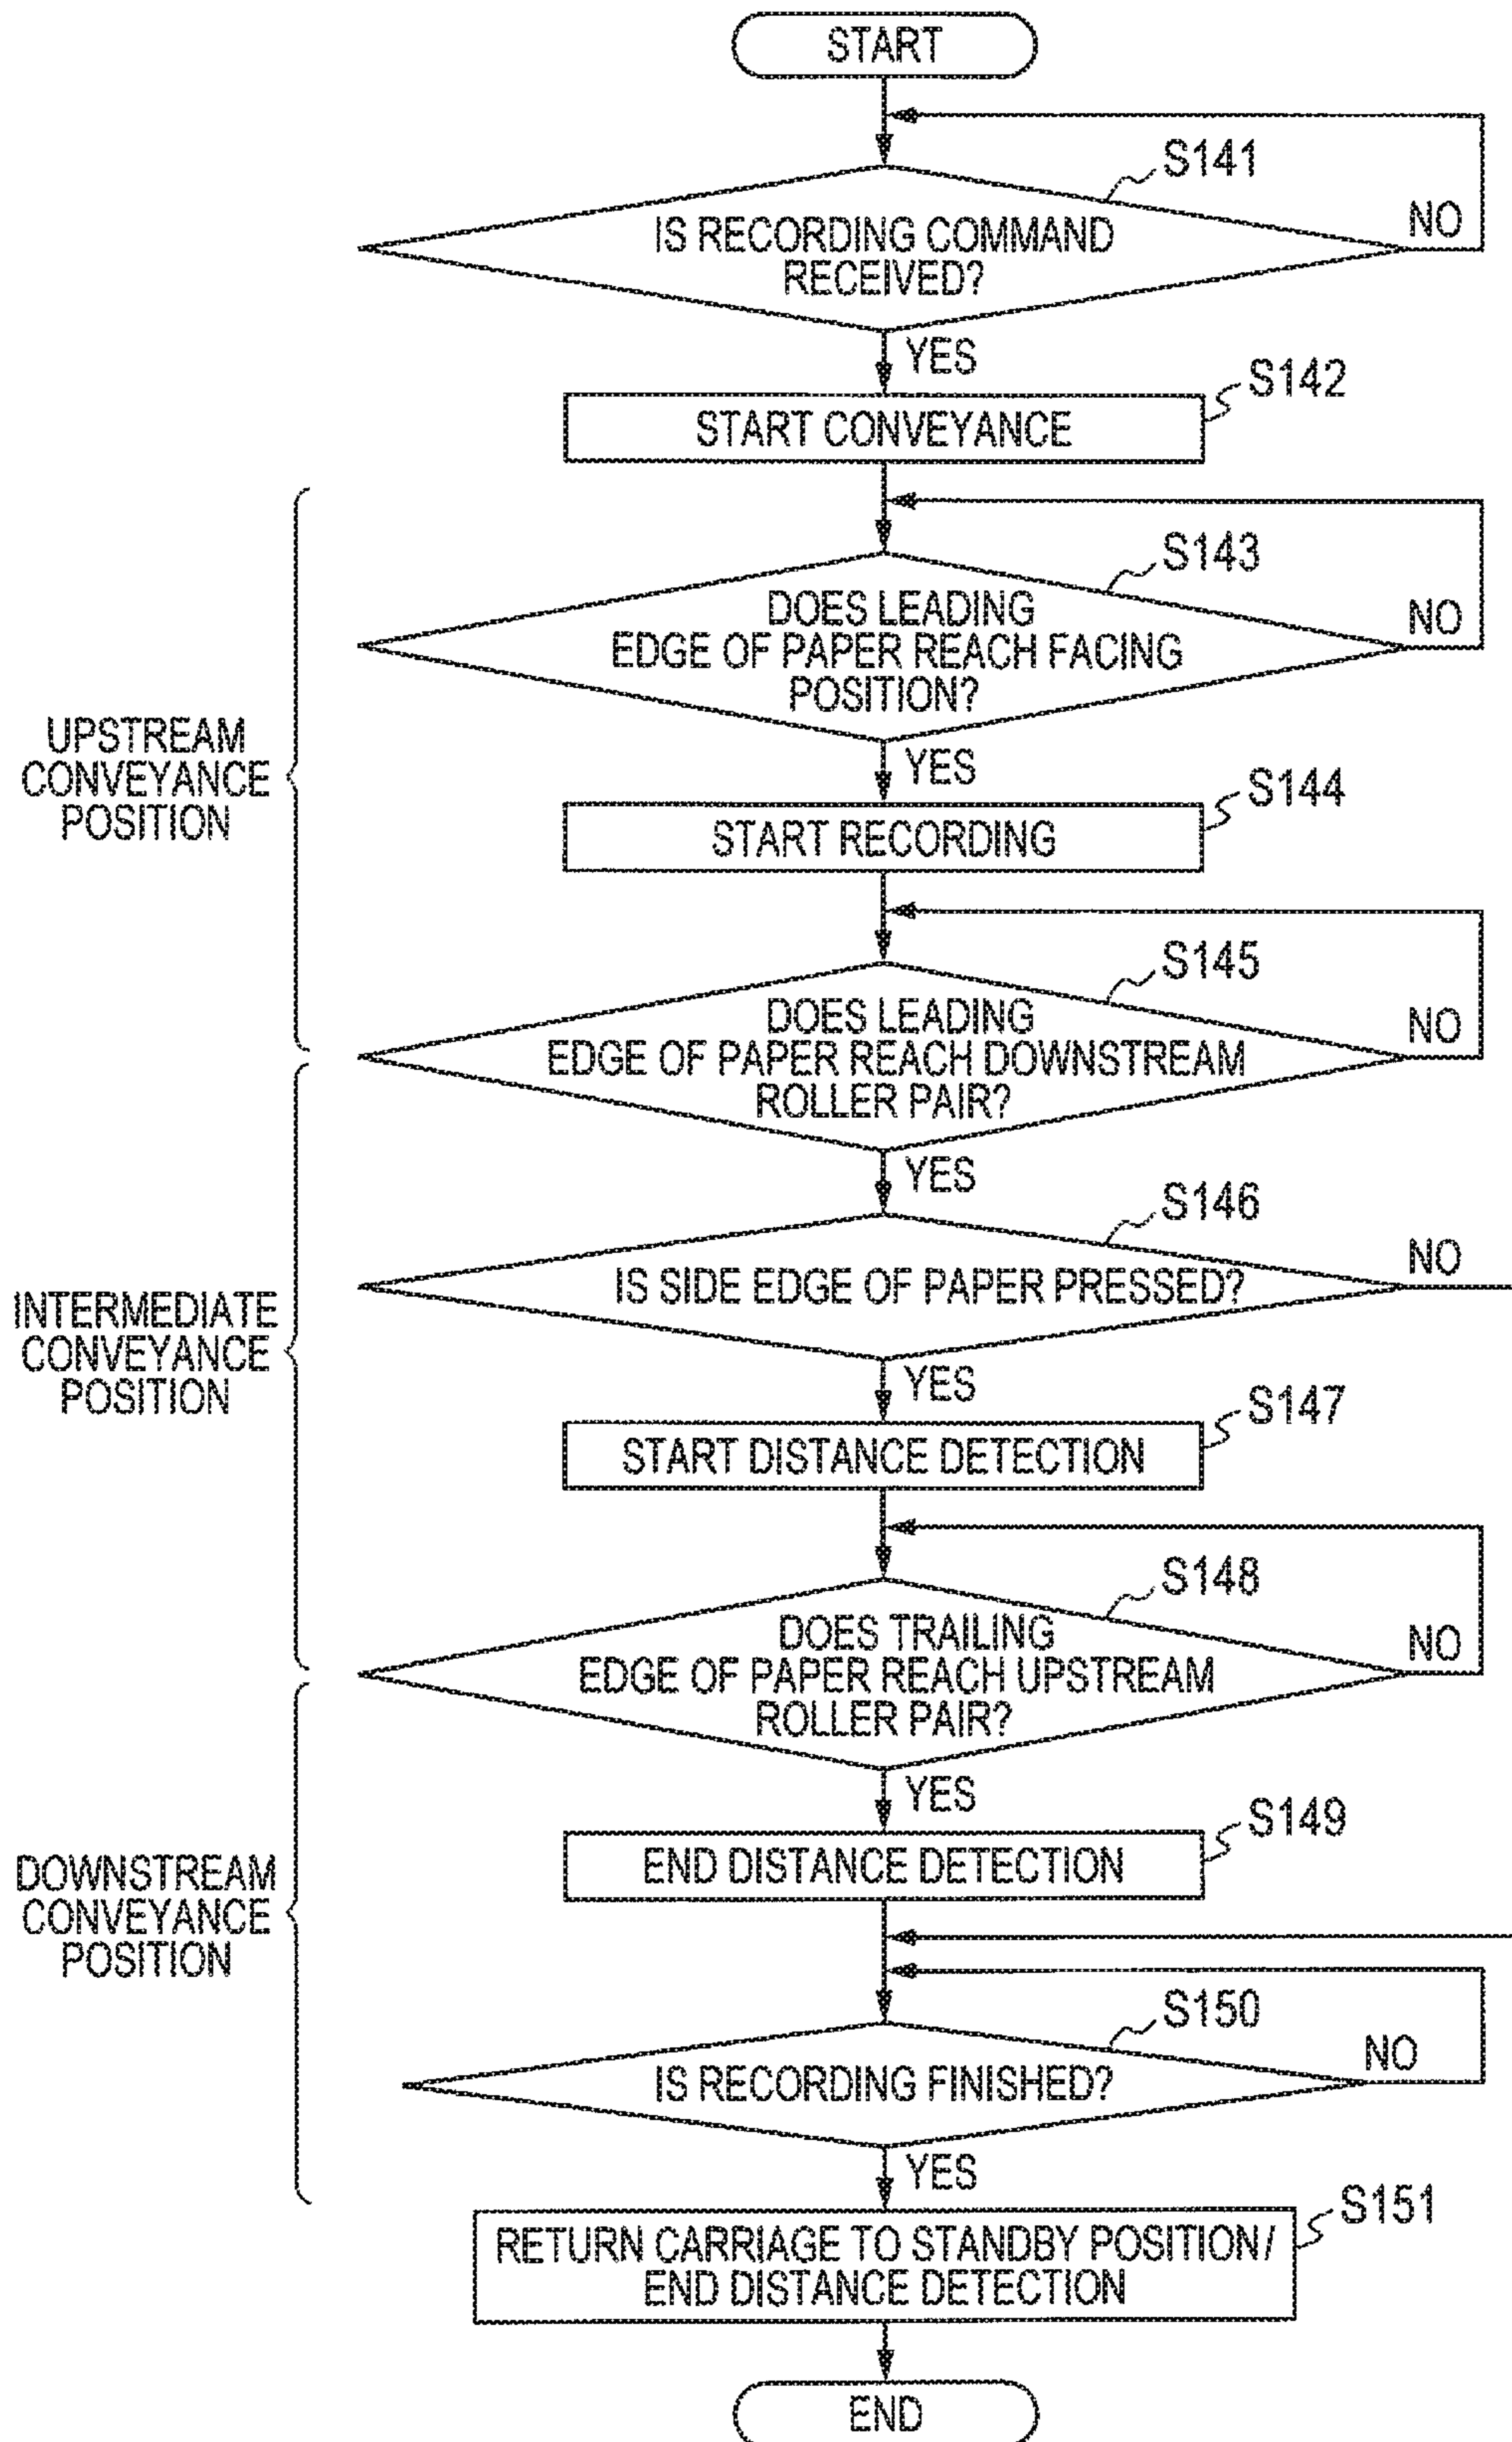 START
S141
IS RECORDING COMMAND
RECEIVED?
NO
YES
S142
START CONVEYANCE
S143
DOES LEADING
EDGE OF PAPER REACH FACING
POSITION?
NO
UPSTREAM
CONVEYANCE
POSITION
YES
S144
START RECORDING
S145
DOES LEADING
EDGE OF PAPER REACH DOWNSTREAM
ROLLER PAIR?
NO
YES
S146
IS SIDE EDGE OF PAPER PRESSED?
NO
INTERMEDIATE
CONVEYANCE
POSITION
YES
S147
START DISTANCE DETECTION
S148
DOES TRAILING
EDGE OF PAPER REACH UPSTREAM
ROLLER PAIR?
NO
YES
S149
END DISTANCE DETECTION
DOWNSTREAM
CONVEYANCE
POSITION
S150
IS RECORDING FINISHED?
NO
YES
S151
RETURN CARRIAGE TO STANDBY POSITION/
END DISTANCE DETECTION
END